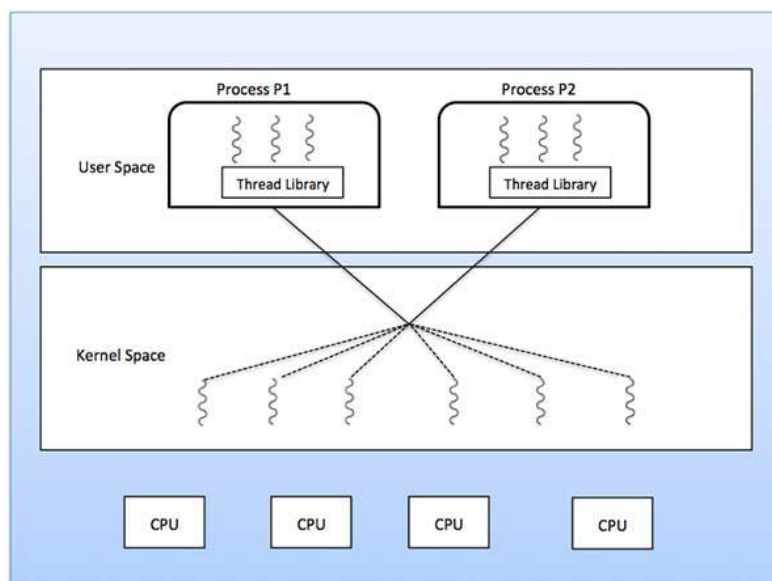 Process P1
Process P2
User Space
Thread Library
Thread Library
Kernel Space
CPU
CPU
CPU
CPU